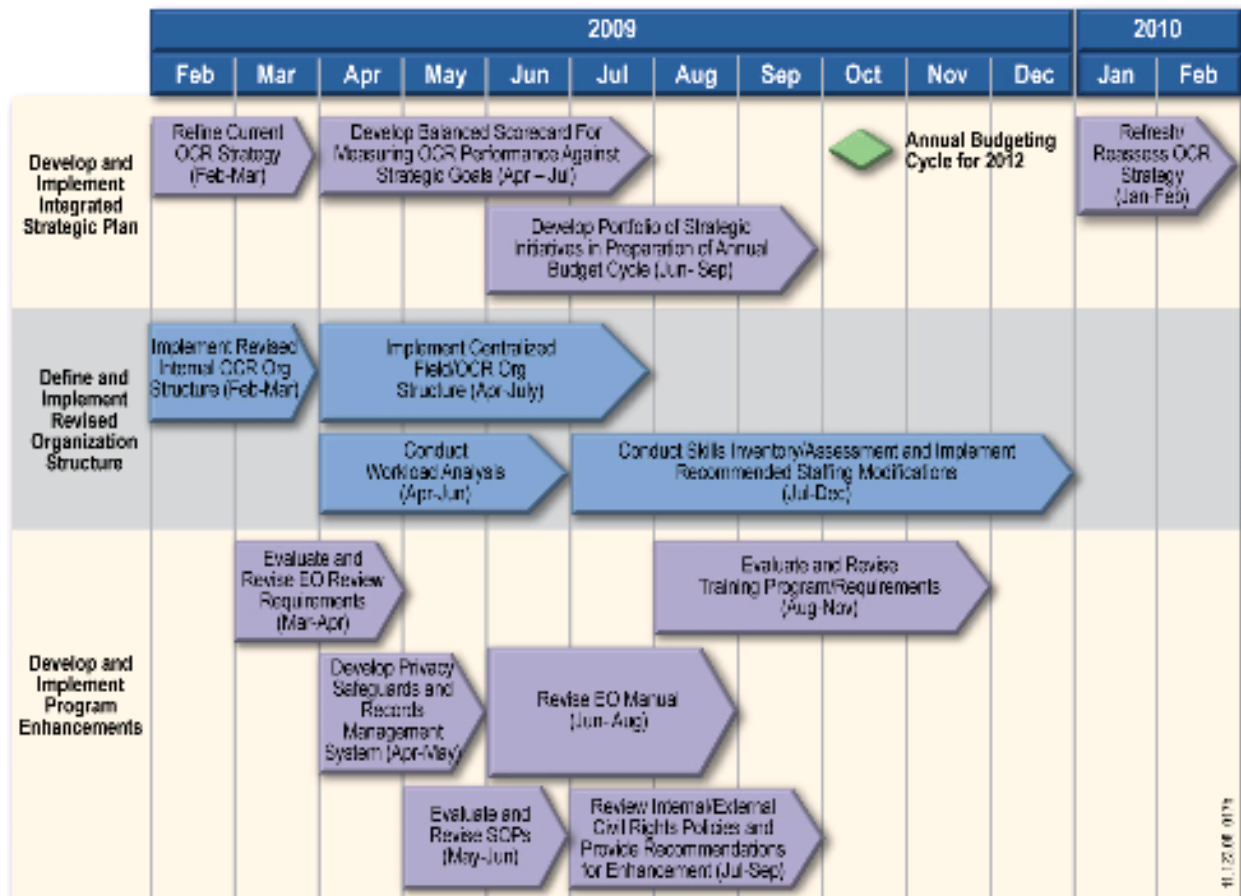 2009
2010
Feb
Mar
Apr
May
Jun
Jul
Aug
Sep
Oct
Nov
Dec
Jan
Feb
Develop and
Implement
Integrated
Strategic Plan
Refine Current
OCR Strategy
(Feb-Mar)
Develop Balanced Scorecard For
Measuring OCR Performance Against
Strategic Goals (Apr – Jul)
Annual Budgeting
Cycle for 2012
Refresh/
Reassess OCR
Strategy
(Jan-Feb)
Develop Portfolio of Strategic
Initiatives in Preparation of Annual
Budget Cycle (Jun- Sep)
Define and
Implement
Revised
Organization
Structure
Implement Revised
Internal OCR Org
Structure (Feb-Mar)
Implement Centralized
Field/OCR Org
Structure (Apr-July)
Conduct
Workload Analysis
(Apr-Jun)
Conduct Skills Inventory/Assessment and Implement
Recommended Staffing Modifications
(Jul-Dec)
Develop and
Implement
Program
Enhancements
Evaluate and
Revise EO Review
Requirements
(Mar-Apr)
Evaluate and Revise
Training Program/Requirements
(Aug-Nov)
Develop Privacy
Safeguards and
Records
Management
System (Apr-May)
Revise EO Manual
(Jun- Aug)
Evaluate and
Revise SOPs
(May-Jun)
Review Internal/External
Civil Rights Policies and
Provide Recommendations
for Enhancement (Jul-Sep)